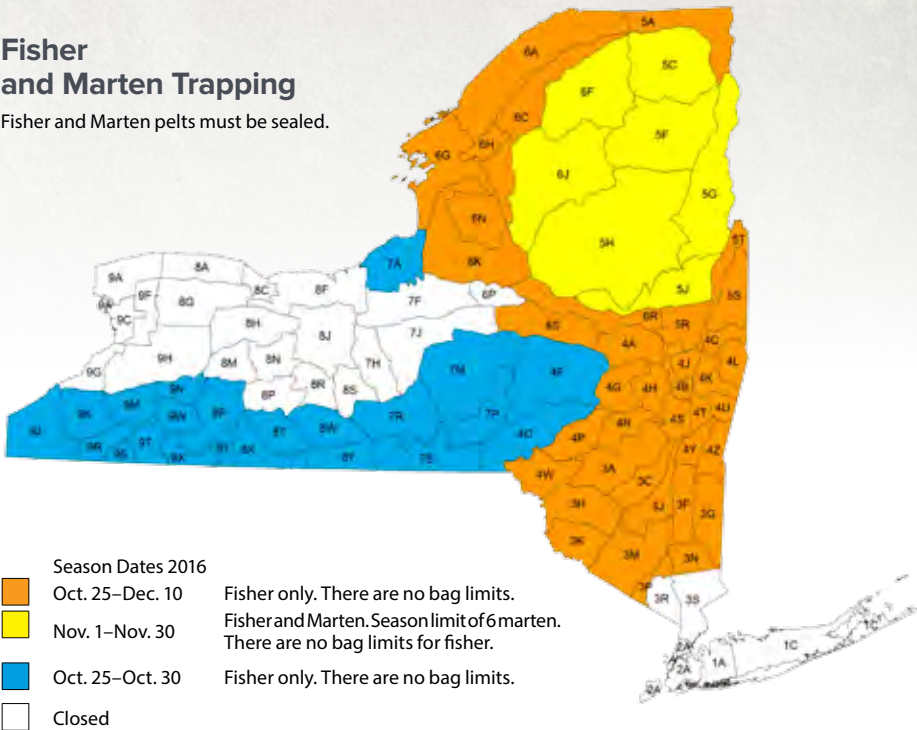 Fisher
and Marten Trapping
Fisher and Marten pelts must be sealed.
5A
6A
5C
6F
6C
5F
6H
6G
6J
5G
6N
5H
5T
7A
6K
9A
8A
5J
5S
9F
8C
8F
7F
6P
8G
9C
6R
5R
6S
8H
7J
8J
4A
4C
9H
8M
8N
7H
4J
4L
9G
7M
4F
4K
8R
4G
4H
8P
8S
9N
9K
9M
9W
7R
7P
4S
4T
4U
9J
8W
4O
4P
9R
9T
9S
9X
8X
8Y
7S
4Y
4Z
3A
4W
3C
3H
3J
3F
3G
3K
3M
3N
3P
3R
3S
2A
2A
1A
1C
2A
Season Dates 2016
Oct. 25–Dec. 10 Fisher only. There are no bag limits.
Nov. 1–Nov. 30 Fisher and Marten. Season limit of 6 marten.
There are no bag limits for fisher.
Oct. 25–Oct. 30 Fisher only. There are no bag limits.
Closed